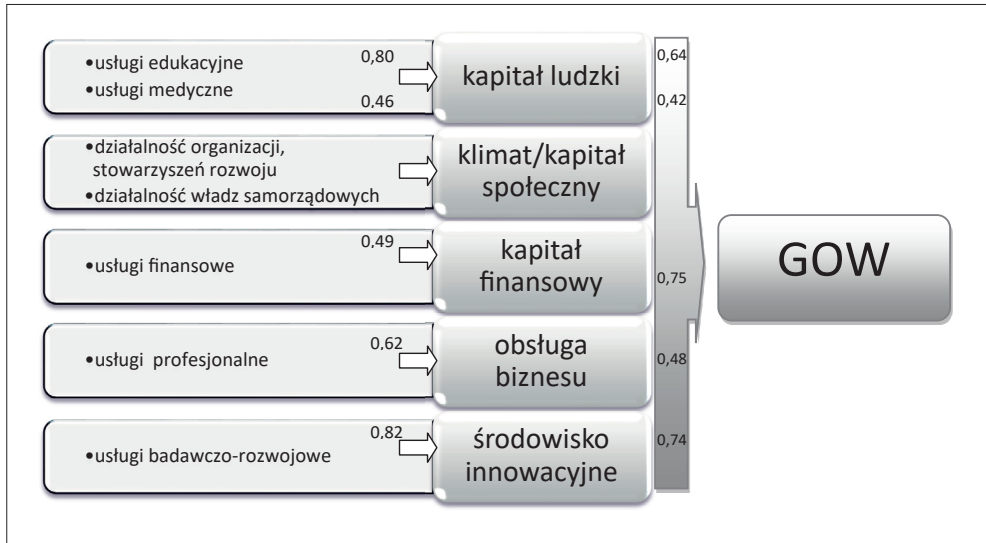 •usługi edukacyjne
•usługi medyczne
0,80
0,46
kapitał ludzki
0,64
0,42
•działalność organizacji,
stowarzyszeń rozwoju
•działalność władz samorządowych
klimat/kapitał
społeczny
•usługi finansowe
0,49
kapitał
finansowy
0,75
•usługi profesjonalne
0,62
obsługa
biznesu
0,48
•usługi badawczo-rozwojowe
0,82
środowisko
innowacyjne
0,74
GOW